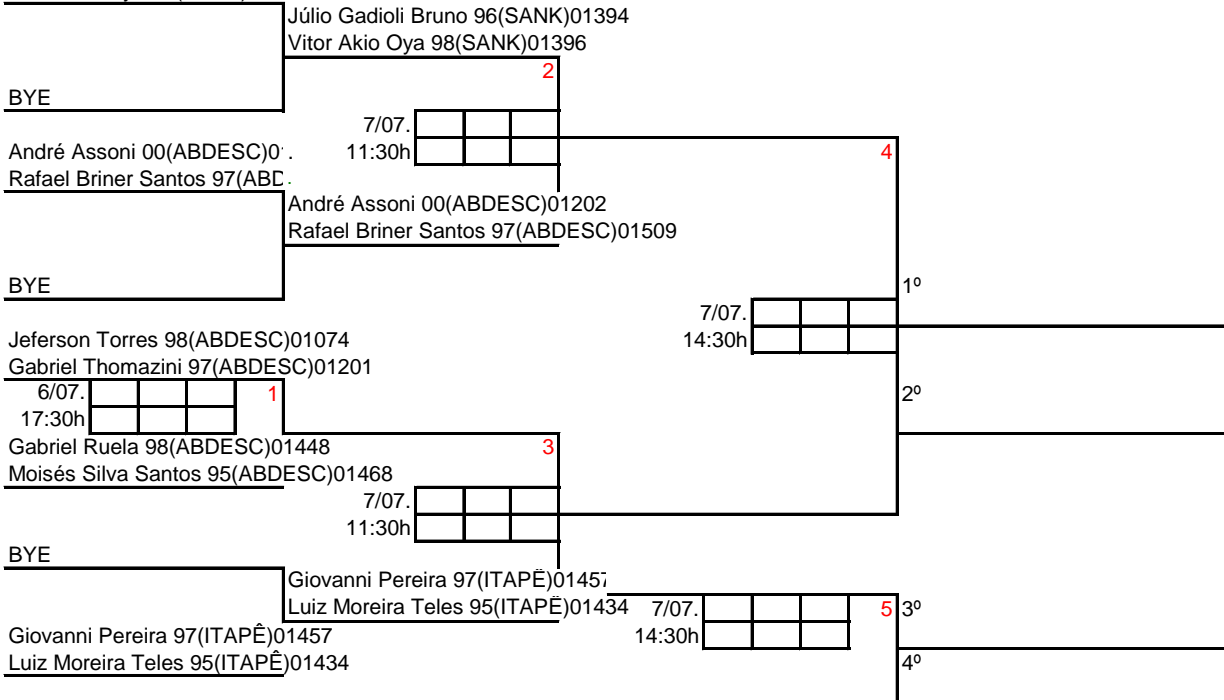 Júlio Gadioli Bruno 96(SANK)01394
Vitor Akio Oya 98(SANK)01396
2
BYE
7/07.
11:30h
4
André Assoni 00(ABDESC)0
Rafael Briner Santos 97(ABD
André Assoni 00(ABDESC)01202
Rafael Briner Santos 97(ABDESC)01509
BYE
1º
7/07.
14:30h
Jeferson Torres 98(ABDESC)01074
Gabriel Thomazini 97(ABDESC)01201
6/07.
17:30h
1
2º
Gabriel Ruela 98(ABDESC)01448
Moisés Silva Santos 95(ABDESC)01468
3
7/07.
11:30h
BYE
Giovanni Pereira 97(ITAPÊ)01457
Luiz Moreira Teles 95(ITAPÊ)01434
7/07.
14:30h
5
3º
Giovanni Pereira 97(ITAPÊ)01457
Luiz Moreira Teles 95(ITAPÊ)01434
4º